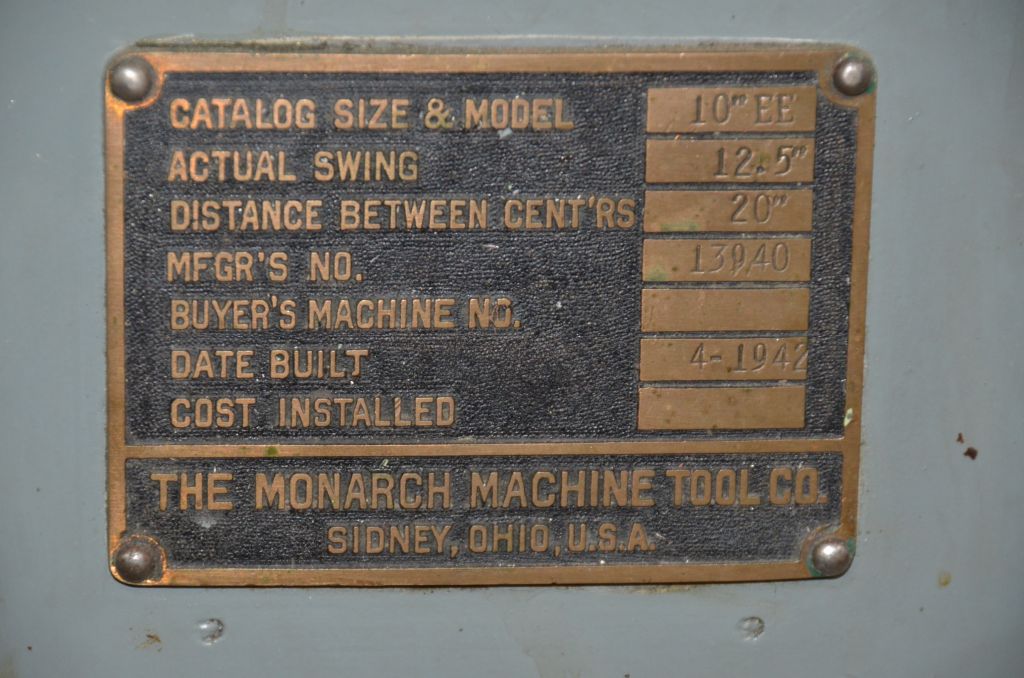 CATALOG SIZE & MODEL 10" EE
ACTUAL SWING 12.5"
DISTANCE BETWEEN CENT'RS 20"
MFGR'S NO.
BUYER'S MACHINE NO.
DATE BUILT 4-1942
COST INSTALLED
THE MONARCH MACHINE TOOL CO.
SIDNEY, OHIO, U.S.A.